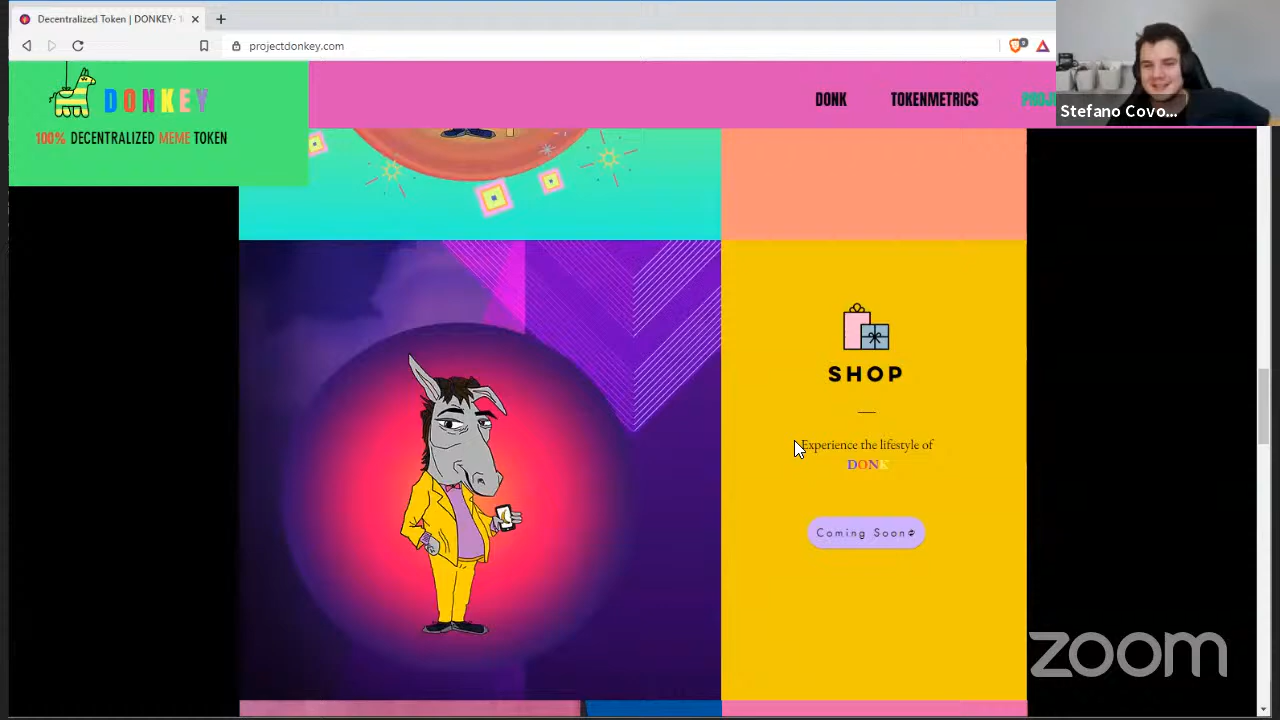 Decentralized Token | DONKEY-
projectdonkey.com
DONKEY
100% DECENTRALIZED MEME TOKEN
DONK
TOKENMETRICS
Stefano Covo...
SHOP
Experience the lifestyle of
DONK
Coming Soon
zoom